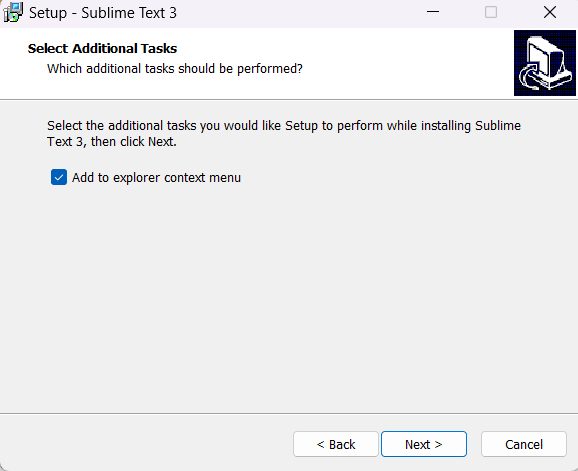 Setup - Sublime Text 3
Select Additional Tasks
Which additional tasks should be performed?
Select the additional tasks you would like Setup to perform while installing Sublime
Text 3, then click Next.
Add to explorer context menu
< Back
Next >
Cancel